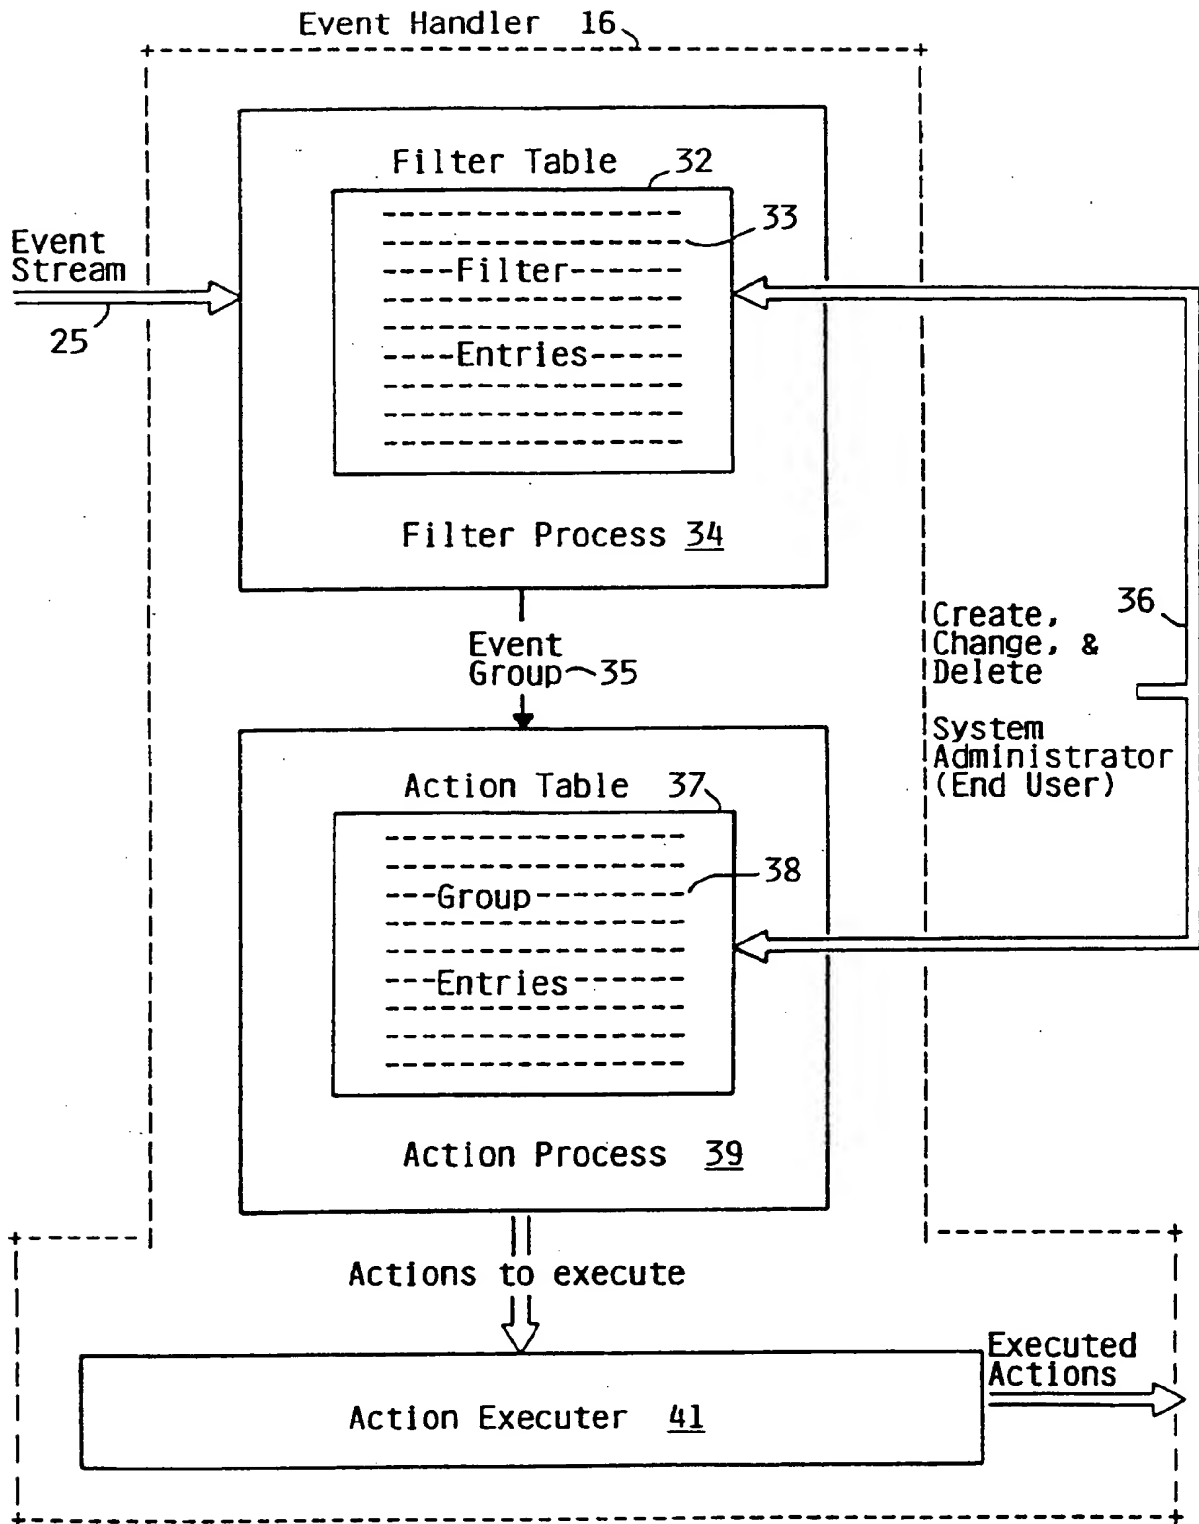 Event Handler 16
Filter Table 32
33
Filter
Entries
Event
Stream
25
Filter Process 34
Event
Group 35
36
Create,
Change, &
Delete
System
Administrator
(End User)
Action Table 37
38
Group
Entries
Action Process 39
Actions to execute
Executed
Actions
Action Executer 41